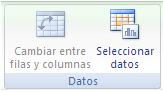 Cambiar entre
filas y columnas
Seleccionar
datos
Datos